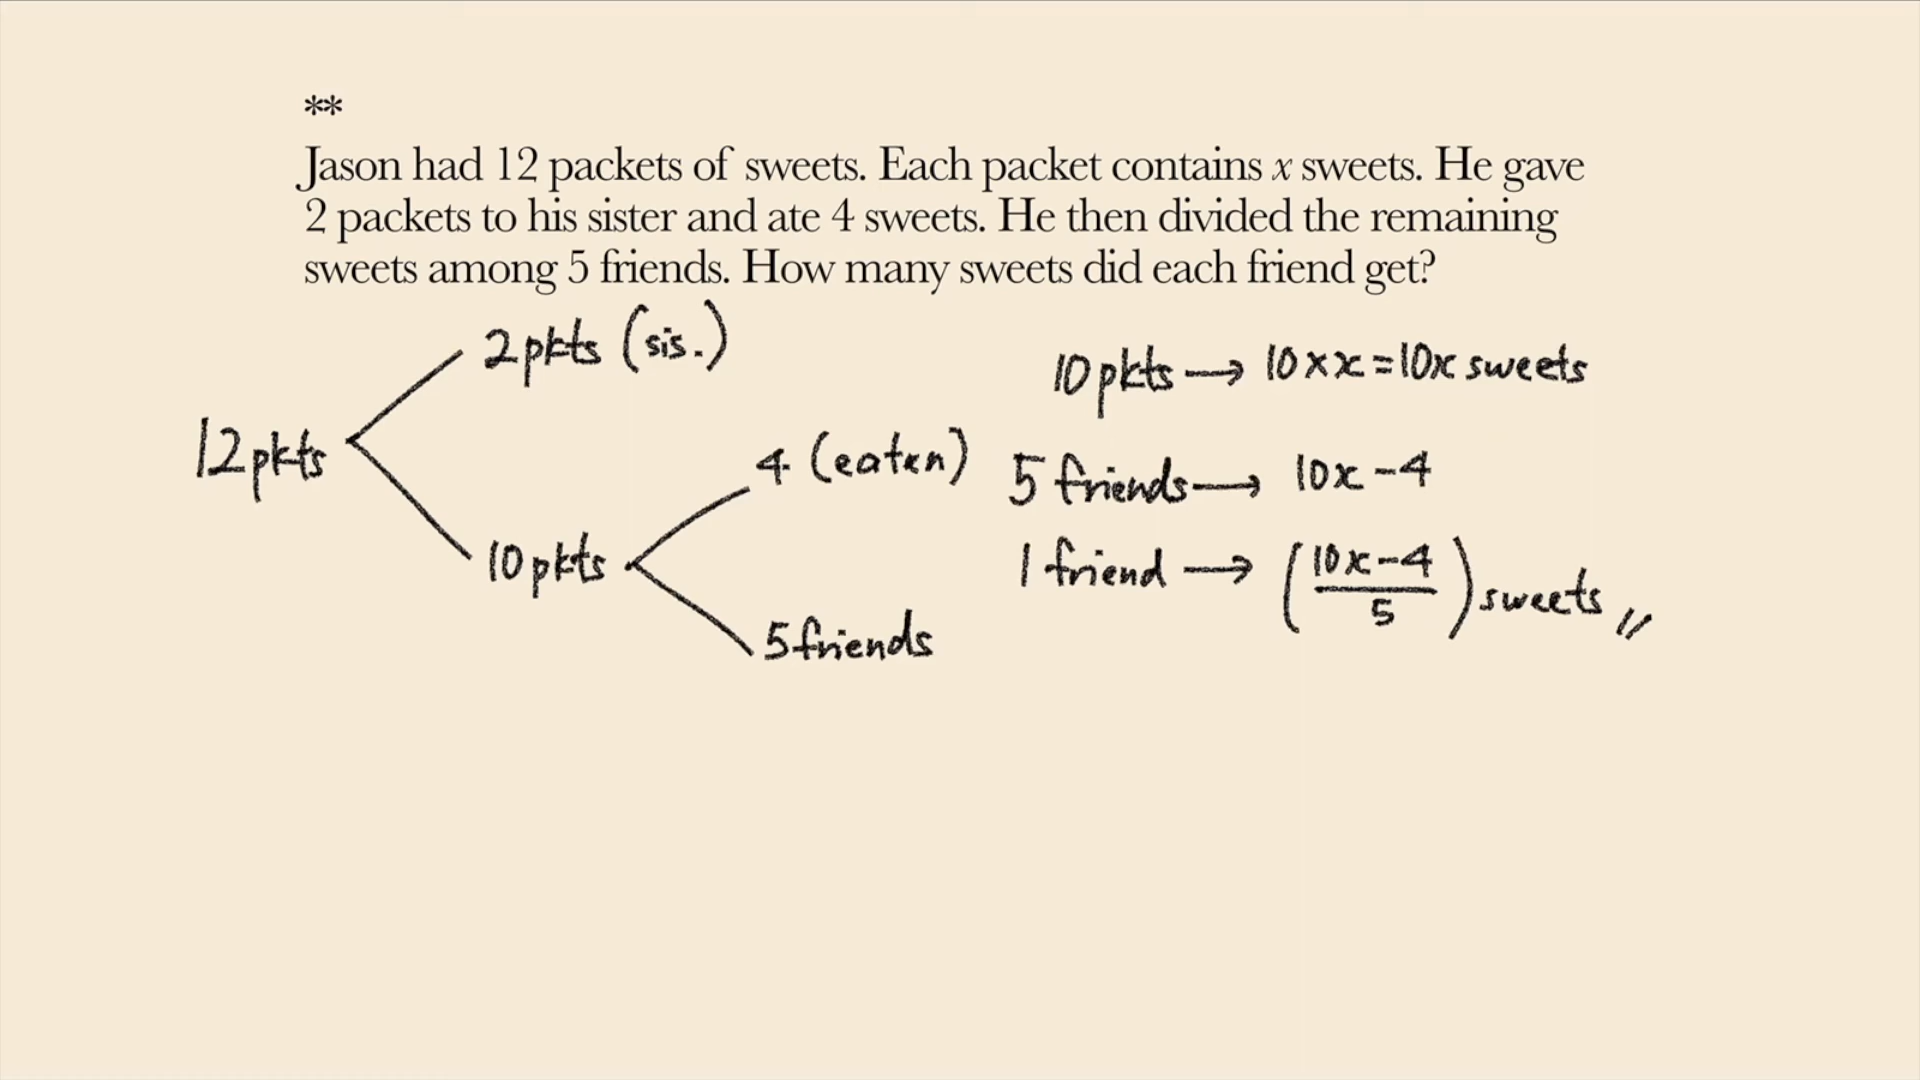 **
Jason had 12 packets of sweets. Each packet contains x sweets. He gave
2 packets to his sister and ate 4 sweets. He then divided the remaining
sweets among 5 friends. How many sweets did each friend get?
12pkts
2pkts (sis.)
10pkts
4 (eaten)
5friends
10pkts → 10×x=10x sweets
5 friends → 10x-4
1 friend → (10x-4/5) sweets //